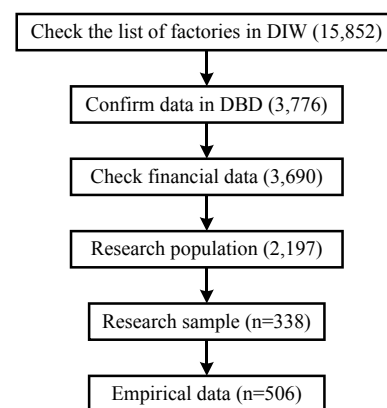 Check the list of factories in DIW (15,852)
Confirm data in DBD (3,776)
Check financial data (3,690)
Research population (2,197)
Research sample (n=338)
Empirical data (n=506)